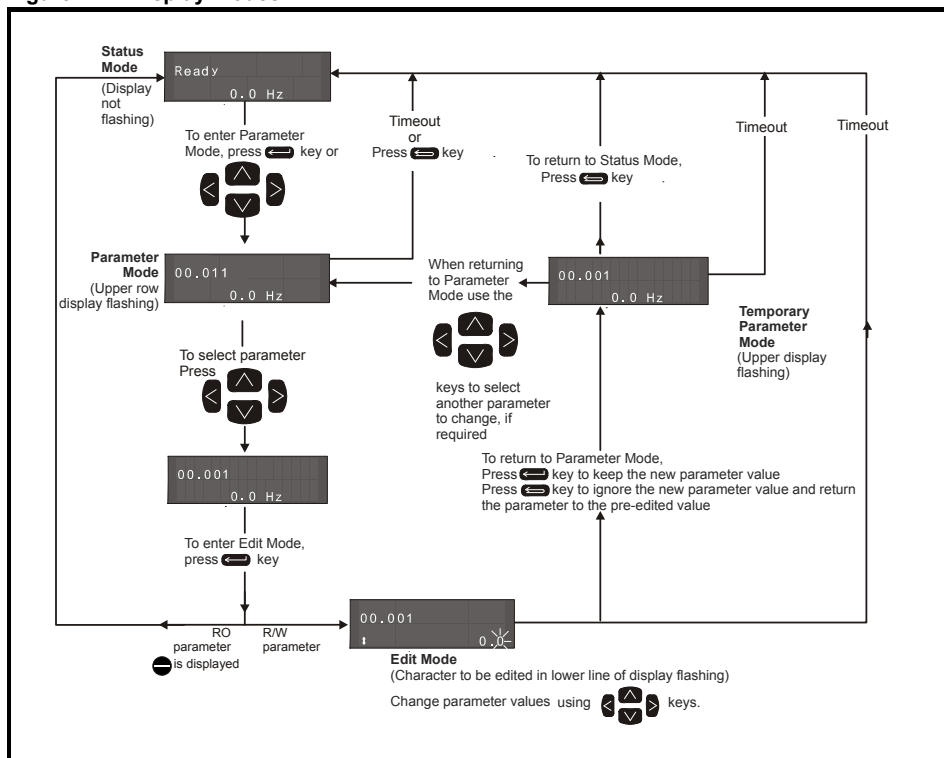 Status
Mode
(Display
not
flashing)
Ready
0.0 Hz
To enter Parameter
Mode, press key or
Timeout
or
Press key
To return to Status Mode,
Press key .
Timeout
Timeout
Parameter
Mode
(Upper row
display flashing)
00.011
0.0 Hz
When returning
to Parameter
Mode use the
keys to select
another parameter
to change, if
required
00.001
0.0 Hz
Temporary
Parameter
Mode
(Upper display
flashing)
To select parameter
Press
00.001
0.0 Hz
To return to Parameter Mode,
Press key to keep the new parameter value
Press key to ignore the new parameter value and return
the parameter to the pre-edited value
To enter Edit Mode,
press key
RO
parameter
is displayed
R/W
parameter
00.001
0.0
Edit Mode
(Character to be edited in lower line of display flashing)
Change parameter values using keys.